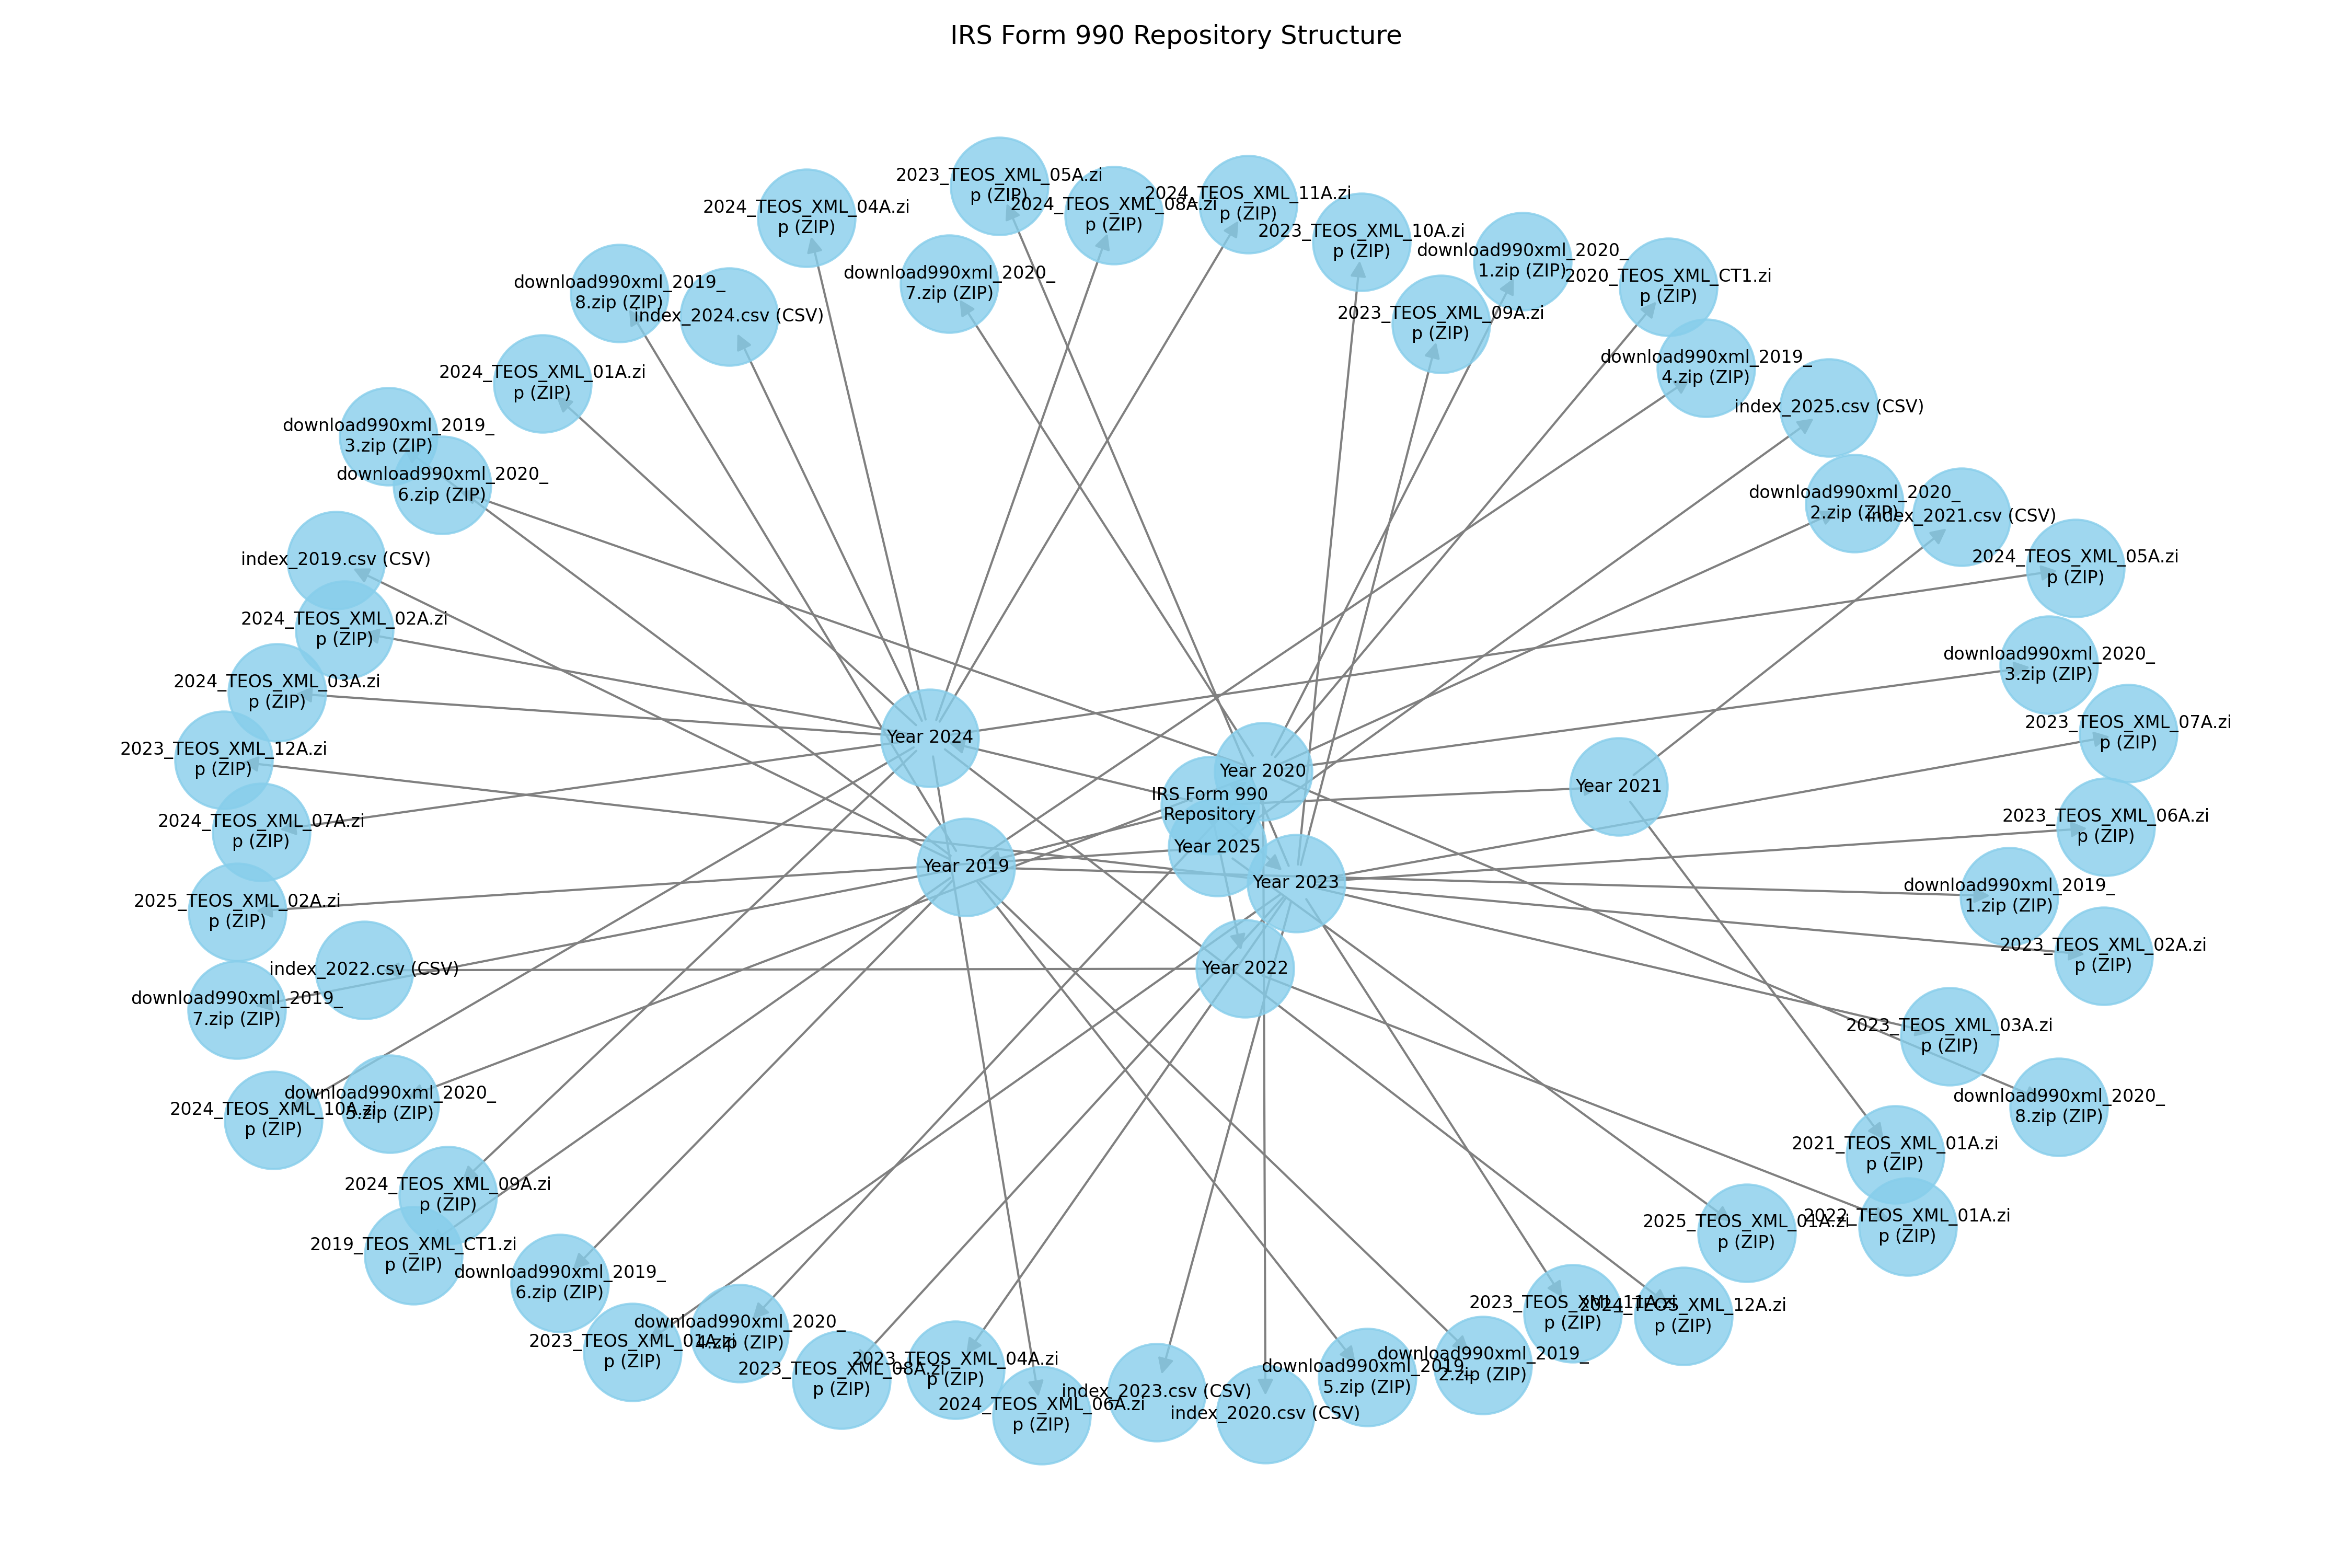 IRS Form 990 Repository Structure
2023_TEOS_XML_05A.zi
p (ZIP)
2024_TEOS_XML_04A.zi
p (ZIP)
2024_TEOS_XML_08A.zi
p (ZIP)
2024_TEOS_XML_11A.zi
p (ZIP)
2023_TEOS_XML_10A.zi
p (ZIP)
download990xml_2020_
1.zip (ZIP)
download990xml_2019_
8.zip (ZIP)
download990xml_2020_
7.zip (ZIP)
2020_TEOS_XML_CT1.zi
p (ZIP)
index_2024.csv (CSV)
2023_TEOS_XML_09A.zi
p (ZIP)
2024_TEOS_XML_01A.zi
p (ZIP)
download990xml_2019_
4.zip (ZIP)
index_2025.csv (CSV)
download990xml_2019_
3.zip (ZIP)
download990xml_2020_
6.zip (ZIP)
download990xml_2020_
2.zip (ZIP)
index_2021.csv (CSV)
index_2019.csv (CSV)
2024_TEOS_XML_05A.zi
p (ZIP)
2024_TEOS_XML_02A.zi
p (ZIP)
download990xml_2020_
3.zip (ZIP)
2024_TEOS_XML_03A.zi
p (ZIP)
2023_TEOS_XML_07A.zi
p (ZIP)
2023_TEOS_XML_12A.zi
p (ZIP)
Year 2024
Year 2020
Year 2021
IRS Form 990
Repository
2024_TEOS_XML_07A.zi
p (ZIP)
2023_TEOS_XML_06A.zi
p (ZIP)
Year 2025
Year 2019
Year 2023
download990xml_2019_
1.zip (ZIP)
2025_TEOS_XML_02A.zi
p (ZIP)
2023_TEOS_XML_02A.zi
p (ZIP)
index_2022.csv (CSV)
Year 2022
download990xml_2019_
7.zip (ZIP)
2023_TEOS_XML_03A.zi
p (ZIP)
download990xml_2020_
5.zip (ZIP)
2024_TEOS_XML_10A.zi
p (ZIP)
download990xml_2020_
8.zip (ZIP)
2021_TEOS_XML_01A.zi
p (ZIP)
2024_TEOS_XML_09A.zi
p (ZIP)
2025_TEOS_XML_01A.zi
p (ZIP)
2022_TEOS_XML_01A.zi
p (ZIP)
2019_TEOS_XML_CT1.zi
p (ZIP)
download990xml_2019_
6.zip (ZIP)
2023_TEOS_XML_11A.zi
p (ZIP)
2024_TEOS_XML_12A.zi
p (ZIP)
download990xml_2020_
4.zip (ZIP)
2023_TEOS_XML_01A.zi
p (ZIP)
2023_TEOS_XML_08A.zi
p (ZIP)
2023_TEOS_XML_04A.zi
p (ZIP)
download990xml_2019_
5.zip (ZIP)
download990xml_2019_
2.zip (ZIP)
index_2023.csv (CSV)
2024_TEOS_XML_06A.zi
p (ZIP)
index_2020.csv (CSV)